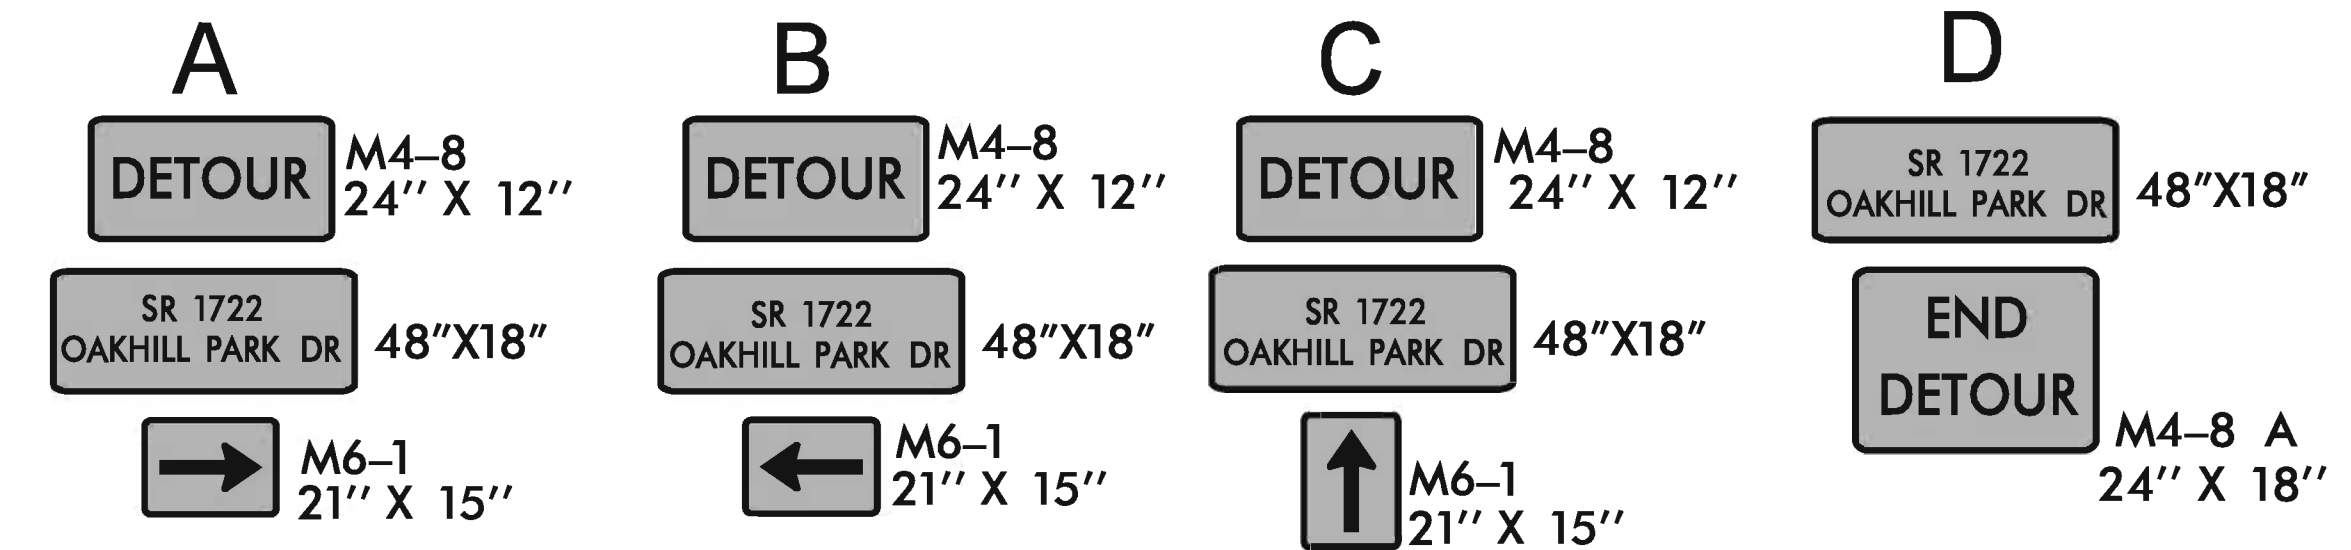 A
DETOUR
M4–8
24'' X 12''
SR 1722
OAKHILL PARK DR
48"X18"
M6–1
21'' X 15''
B
DETOUR
M4–8
24'' X 12''
SR 1722
OAKHILL PARK DR
48"X18"
M6–1
21'' X 15''
C
DETOUR
M4–8
24'' X 12''
SR 1722
OAKHILL PARK DR
48"X18"
M6–1
21'' X 15''
D
SR 1722
OAKHILL PARK DR
48"X18"
END
DETOUR
M4–8 A
24'' X 18''